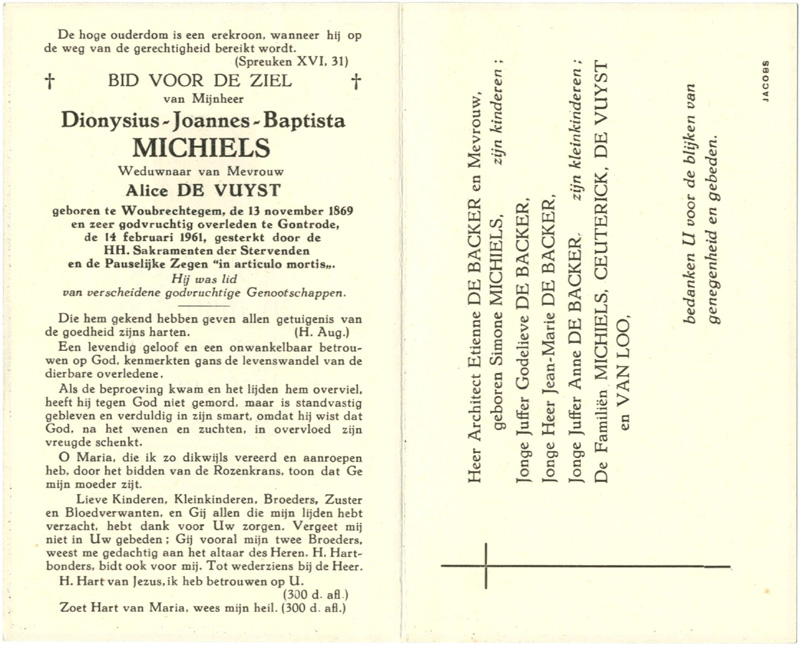 De hoge ouderdom is een erekroon, wanneer hij op
de weg van de gerechtigheid bereikt wordt.
(Spreuken XVI, 31)
† BID VOOR DE ZIEL †
van Mijnheer
Dionysius-Joannes-Baptista
MICHIELS
Weduwnaar van Mevrouw
Alice DE VUYST
geboren te Woubrechtegem, de 13 november 1869
en zeer godvruchtig overleden te Gontrode,
de 14 februari 1961, gesterkt door de
HH. Sakramenten der Stervenden
en de Pauselijke Zegen "in articulo mortis„.
Hij was lid
van verscheidene godvruchtige Genootschappen.
Die hem gekend hebben geven allen getuigenis van
de goedheid zijns harten. (H. Aug.)
Een levendig geloof en een onwankelbaar betrou-
wen op God, kenmerkten gans de levenswandel van de
dierbare overledene.
Als de beproeving kwam en het lijden hem overviel,
heeft hij tegen God niet gemord, maar is standvastig
gebleven en verduldig in zijn smart, omdat hij wist dat
God, na het wenen en zuchten, in overvloed zijn
vreugde schenkt.
O Maria, die ik zo dikwijls vereerd en aanroepen
heb, door het bidden van de Rozenkrans, toon dat Ge
mijn moeder zijt.
Lieve Kinderen, Kleinkinderen, Broeders, Zuster
en Bloedverwanten, en Gij allen die mijn lijden hebt
verzacht, hebt dank voor Uw zorgen. Vergeet mij
niet in Uw gebeden; Gij vooral mijn twee Broeders,
weest me gedachtig aan het altaar des Heren. H. Hart-
bonders, bidt ook voor mij. Tot wederziens bij de Heer.
H. Hart van Jezus, ik heb betrouwen op U.
(300 d. afl.)
Zoet Hart van Maria, wees mijn heil. (300 d. afl.)
Heer Architect Etienne DE BACKER en Mevrouw,
geboren Simone MICHIELS, zijn kinderen;
Jonge Juffer Godelieve DE BACKER,
Jonge Heer Jean-Marie DE BACKER,
Jonge Juffer Anne DE BACKER. zijn kleinkinderen;
De Familiën MICHIELS, CEUTERICK, DE VUYST
en VAN LOO,
bedanken U voor de blijken van
genegenheid en gebeden.
JACOBS